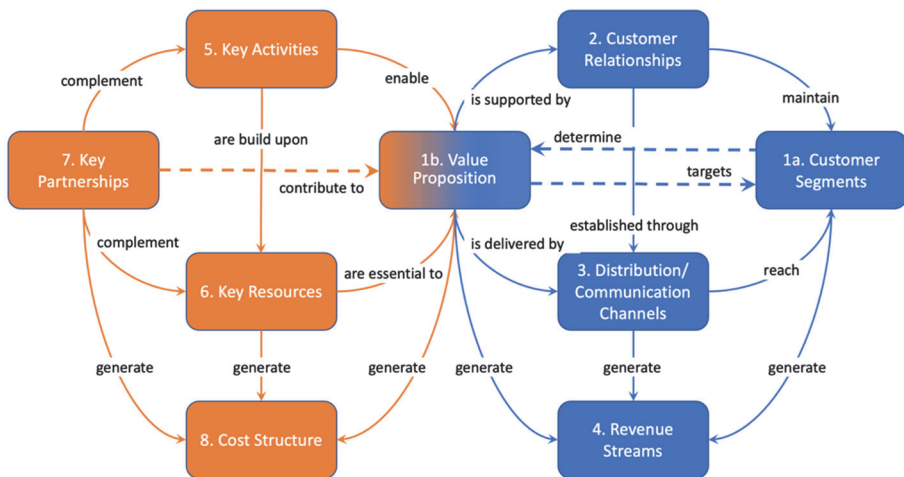 5. Key Activities
2. Customer
Relationships
complement
enable
is supported by
maintain
are build upon
determine
7. Key
Partnerships
1b. Value
Proposition
1a. Customer
Segments
contribute to
targets
complement
is delivered by
established through
are essential to
reach
6. Key Resources
3. Distribution/
Communication
Channels
generate
generate
generate
generate
generate
generate
8. Cost Structure
4. Revenue
Streams